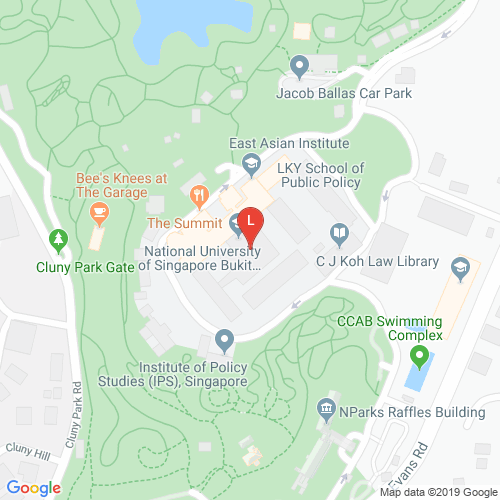 Jacob Ballas Car Park
East Asian Institute
LKY School of
Public Policy
Bee's Knees at
The Garage
The Summit
L
National University
of Singapore Bukit...
C J Koh Law Library
Cluny Park Gate
CCAB Swimming
Complex
Institute of Policy
Studies (IPS), Singapore
NParks Raffles Building
Cluny Park Rd
Cluny Hill
Evans Rd
Google
Map data ©2019 Google